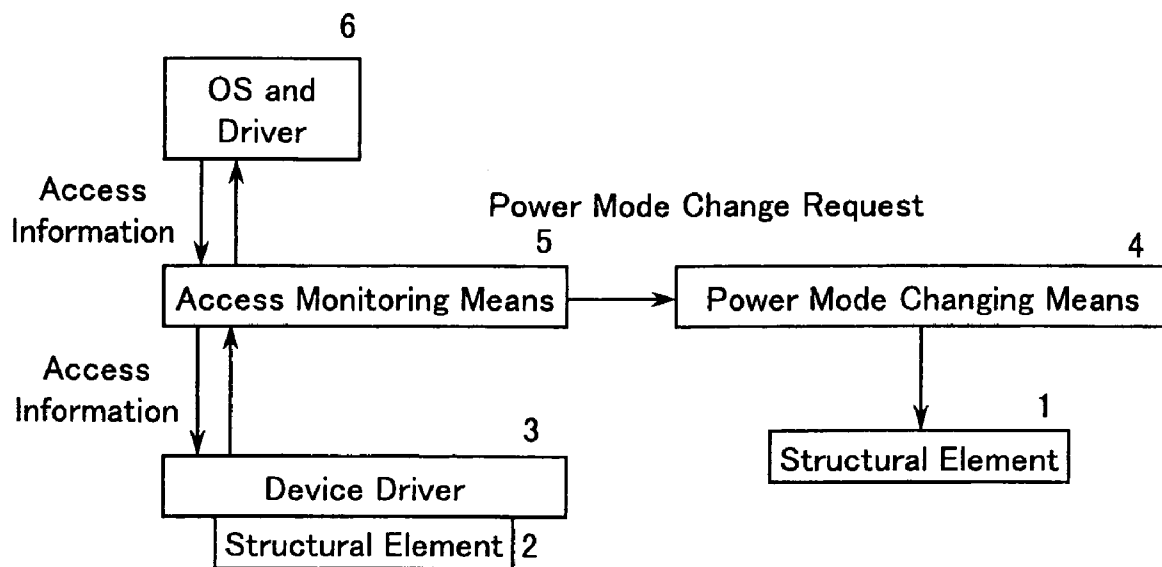 6
OS and
Driver
Access
Information
Power Mode Change Request
5
4
Access Monitoring Means
Power Mode Changing Means
Access
Information
1
3
Structural Element
Device Driver
Structural Element
2